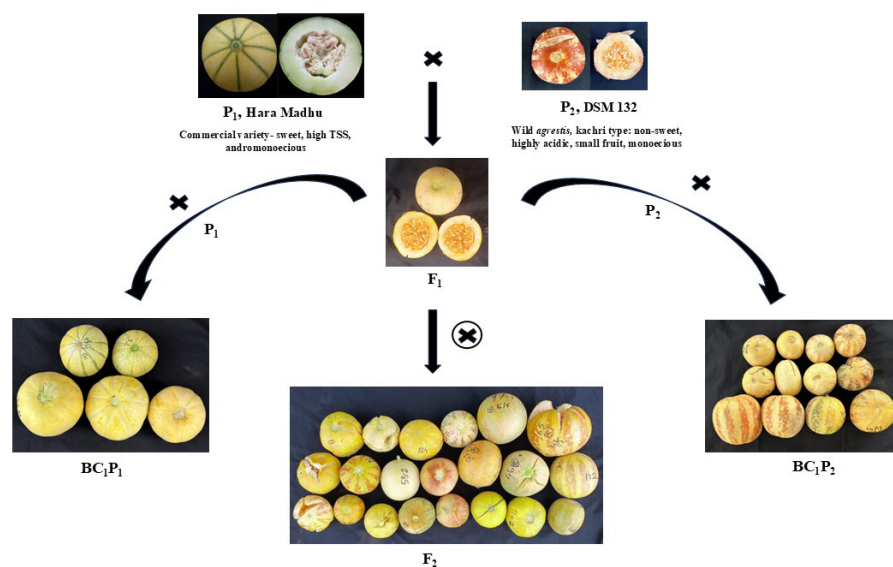 P1, Hara Madhu
Commercial variety- sweet, high TSS,
andromonoecious
P2, DSM 132
Wild agrestis, kachri type: non-sweet,
highly acidic, small fruit, monoecious
P1
P2
F1
BC1P1
BC1P2
552
F2